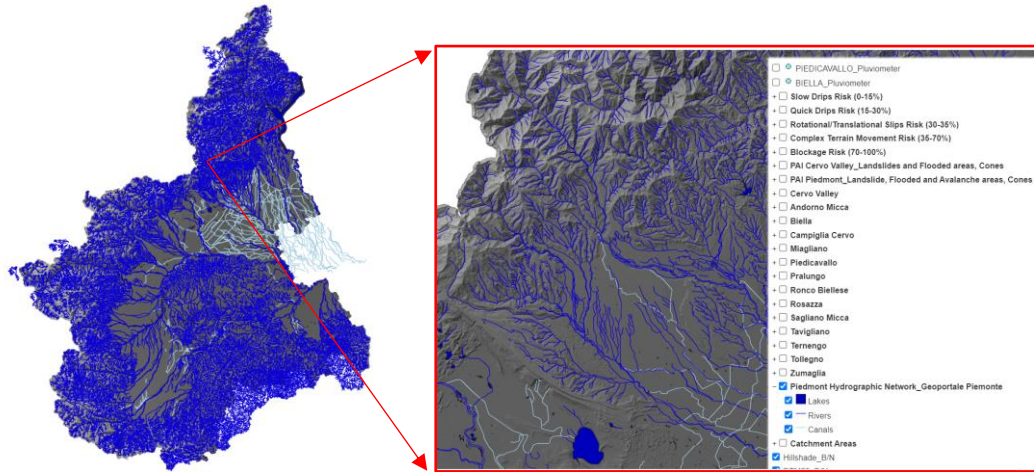 PIEDICAVALLO_Pluviometer
BIELLA_Pluviometer
Slow Drips Risk (0-15%)
Quick Drips Risk (15-30%)
Rotational/Translational Slips Risk (30-35%)
Complex Terrain Movement Risk (35-70%)
Blockage Risk (70-100%)
PAI Cervo Valley_Landslides and Flooded areas, Cones
PAI Piedmont_Landslide, Flooded and Avalanche areas, Cones
Cervo Valley
Andorno Micca
Biella
Campiglia Cervo
Miagliano
Piedicavallo
Pralungo
Ronco Biellese
Rosazza
Sagliano Micca
Tavigliano
Ternengo
Tollegno
Zumaglia
Piedmont Hydrographic Network_Geoportale Piemonte
Lakes
Rivers
Canals
Catchment Areas
Hillshade_B/N